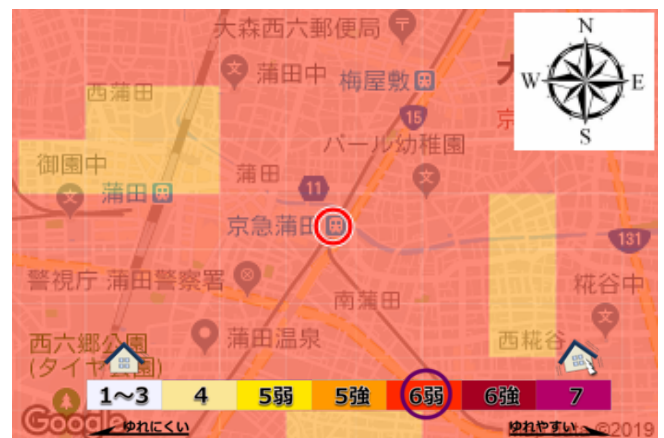 大森西六郵便局
N
W
E
S
蒲田中
梅屋敷
西蒲田
15
パール幼稚園
御園中
蒲田
蒲田
11
京急蒲田
131
警視庁 蒲田警察署
糀谷中
南蒲田
西六郷公園
(タイヤ公園)
蒲田温泉
西糀谷
1～3 4 5弱 5強 6弱 6強 7
Google
ゆれにくい
ゆれやすい
©2019